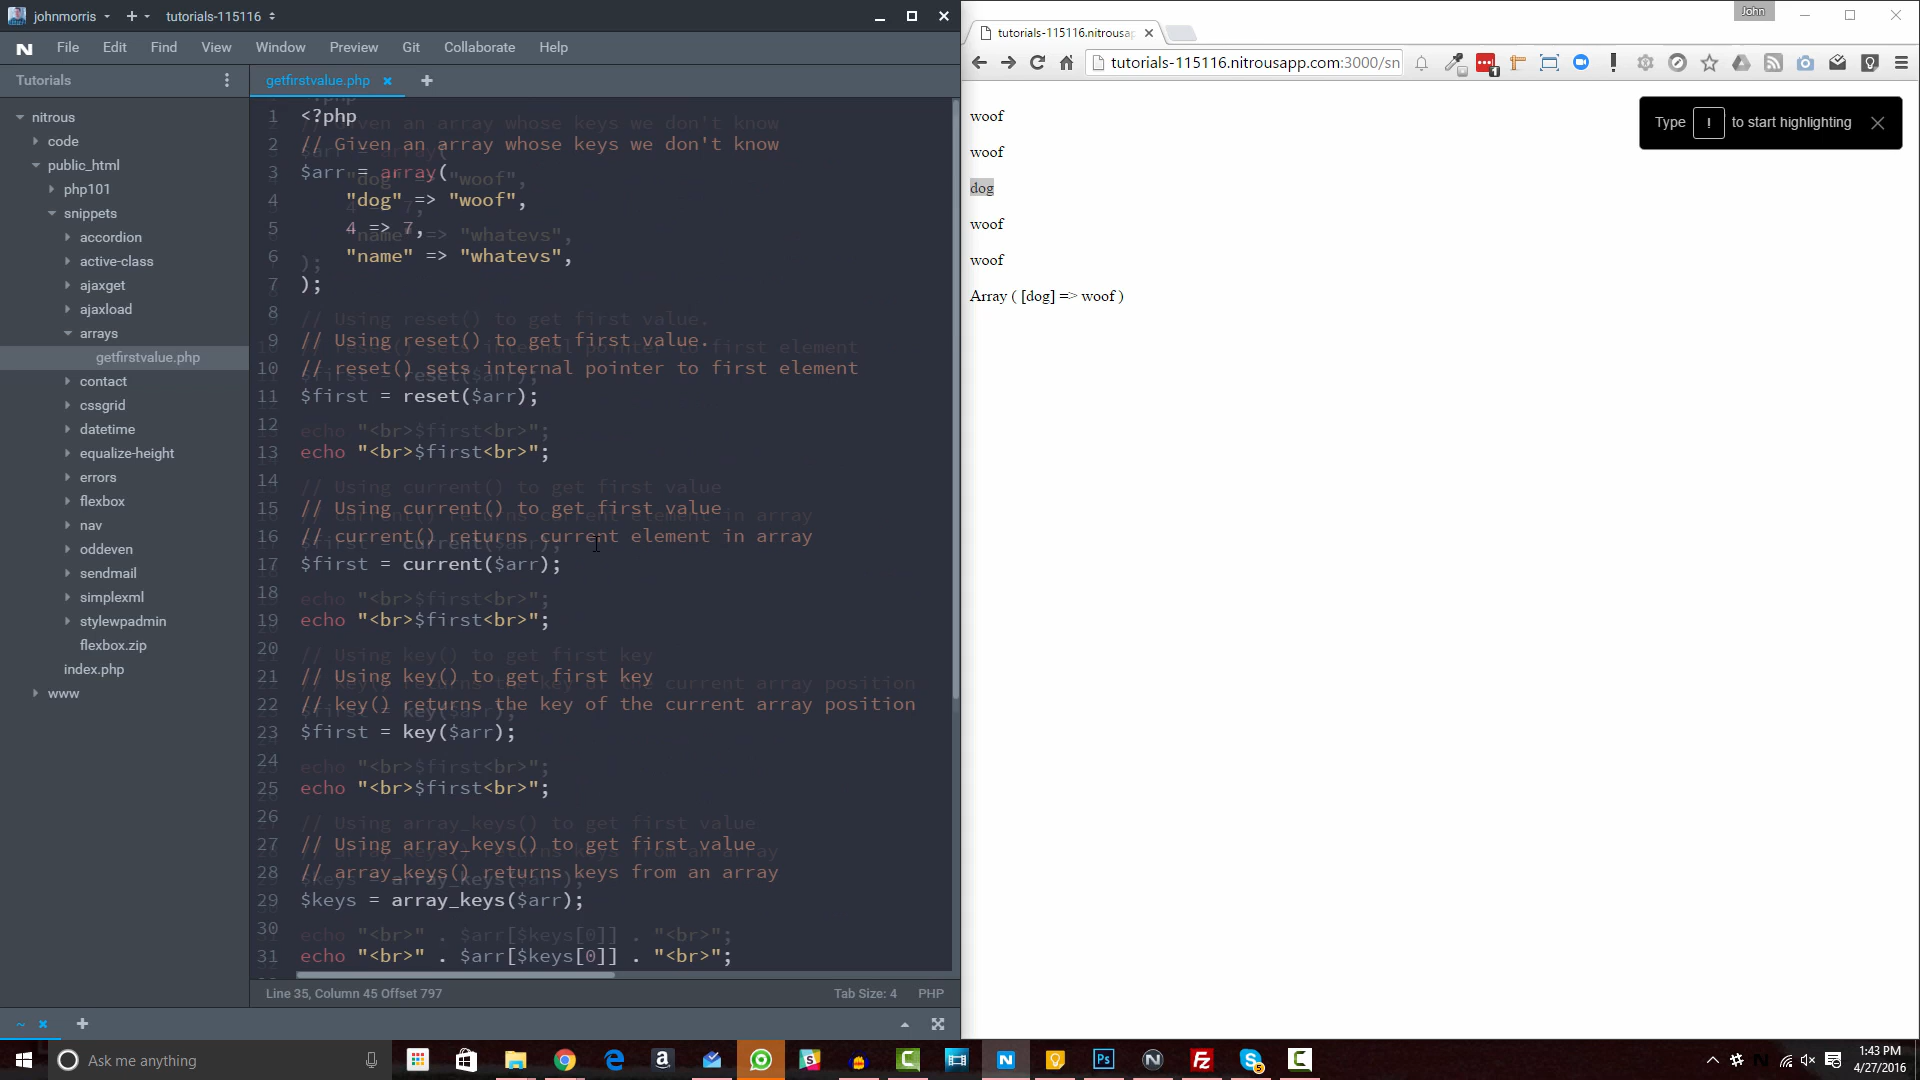 johnmorris
tutorials-115116
File Edit Find View Window Preview Git Collaborate Help
Tutorials
nitrous
code
public_html
php101
snippets
accordion
active-class
ajaxget
ajaxload
arrays
getfirstvalue.php
contact
cssgrid
datetime
equalize-height
errors
flexbox
nav
oddeven
sendmail
simplexml
stylewpadmin
flexbox.zip
index.php
www
getfirstvalue.php
1 <?php
2 // Given an array whose keys we don't know
3 $arr = array(
4 "dog" => "woof",
5 4 => 7,
6 "name" => "whatevs",
7 );
8
9 // Using reset() to get first value.
10 // reset() sets internal pointer to first element
11 $first = reset($arr);
12
13 echo "<br>$first<br>";
14
15 // Using current() to get first value
16 // current() returns current element in array
17 $first = current($arr);
18
19 echo "<br>$first<br>";
20
21 // Using key() to get first key
22 // key() returns the key of the current array position
23 $first = key($arr);
24
25 echo "<br>$first<br>";
26
27 // Using array_keys() to get first value
28 // array_keys() returns keys from an array
29 $keys = array_keys($arr);
30
31 echo "<br>" . $arr[$keys[0]] . "<br>";
Line 35, Column 45 Offset 797
Tab Size: 4 PHP
~
John
tutorials-115116.nitrousap
tutorials-115116.nitrousapp.com:3000/sn
1
woof
woof
dog
woof
woof
Array ( [dog] => woof )
Type ! to start highlighting
Ask me anything
5
1:43 PM
4/27/2016